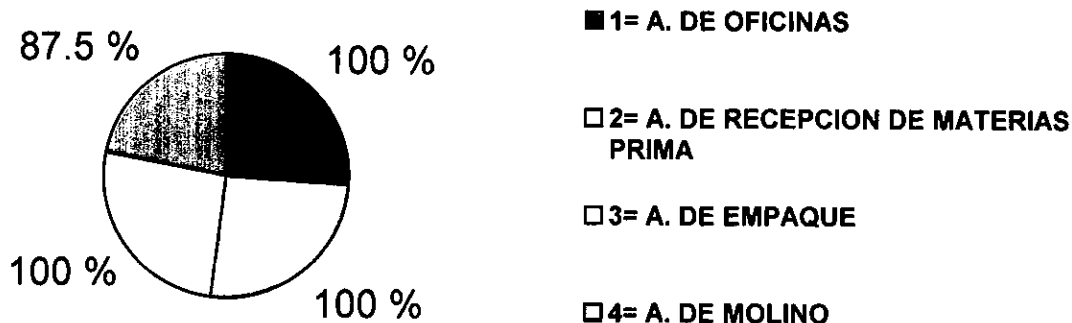 87.5 %
100 %
100 %
100 %
1= A. DE OFICINAS
2= A. DE RECEPCION DE MATERIAS
PRIMA
3= A. DE EMPAQUE
4= A. DE MOLINO